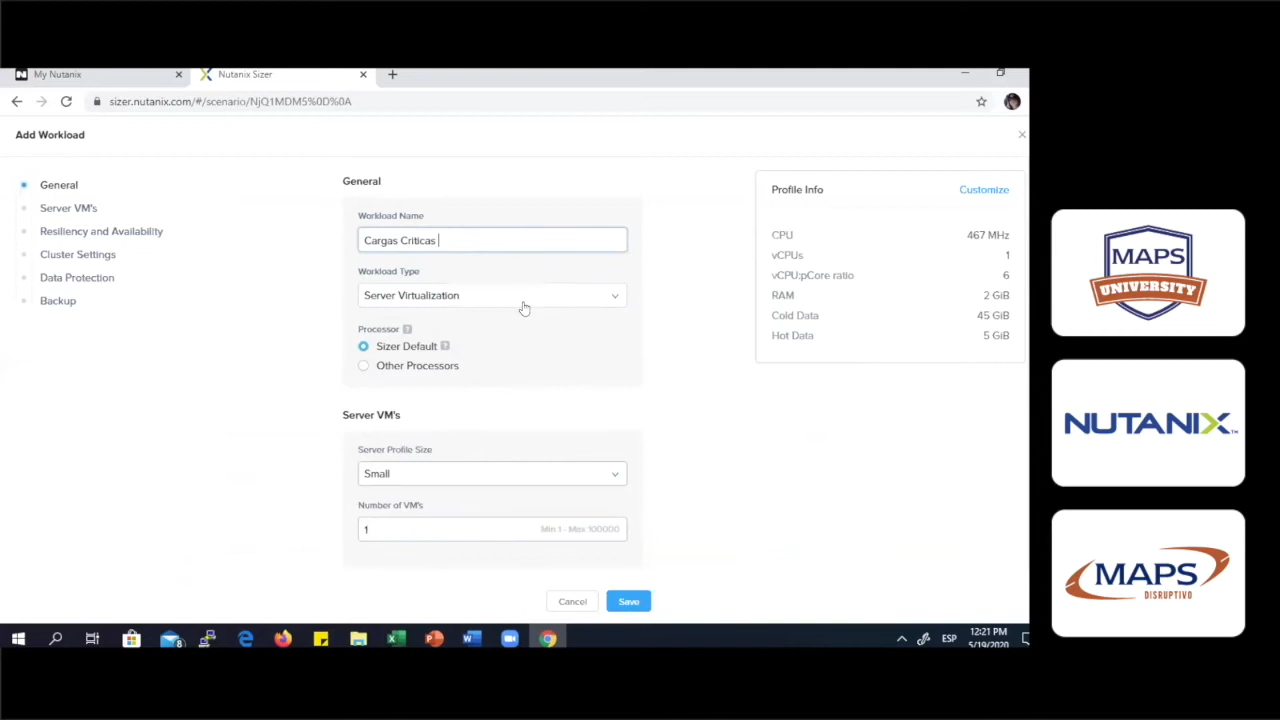 My Nutanix
Nutanix Sizer
sizer.nutanix.com/#/scenario/NjQ1MDM5%0D%0A
Add Workload
General
Server VM's
Resiliency and Availability
Cluster Settings
Data Protection
Backup
General
Workload Name
Cargas Criticas
Workload Type
Server Virtualization
Processor ?
Sizer Default ?
Other Processors
Server VM's
Server Profile Size
Small
Number of VM's
1 Min 1 - Max 100000
Cancel Save
Profile Info Customize
CPU 467 MHz
vCPUs 1
vCPU:pCore ratio 6
RAM 2 GiB
Cold Data 45 GiB
Hot Data 5 GiB
MAPS
UNIVERSITY
NUTANIX™
MAPS
DISRUPTIVO
8
ESP
12:21 PM
5/19/2020